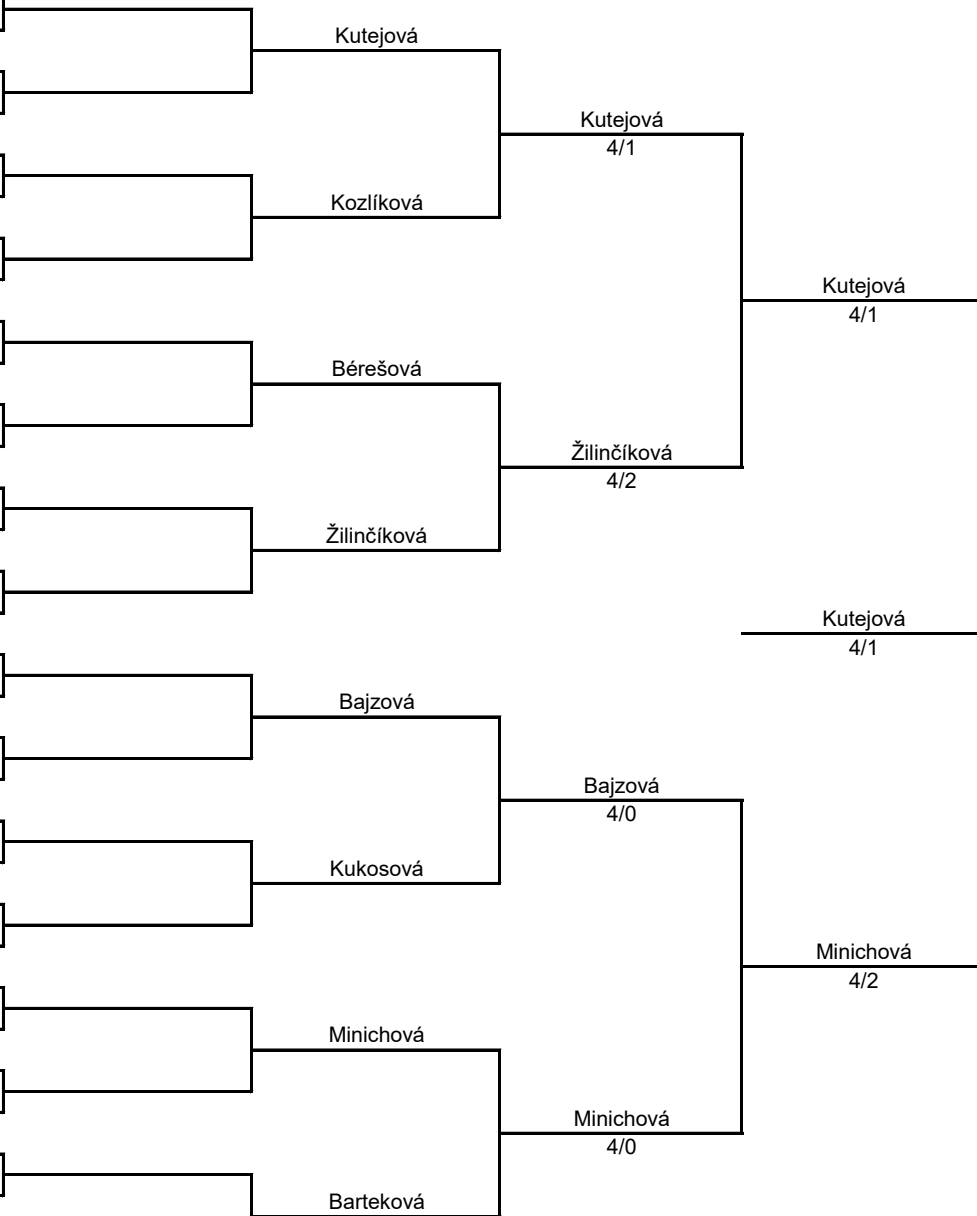 Kutejová
Kutejová
4/1
Kozlíková
Kutejová
4/1
Bérešová
Žilinčíková
4/2
Žilinčíková
Kutejová
4/1
Bajzová
Bajzová
4/0
Kukosová
Minichová
4/2
Minichová
Minichová
4/0
Barteková